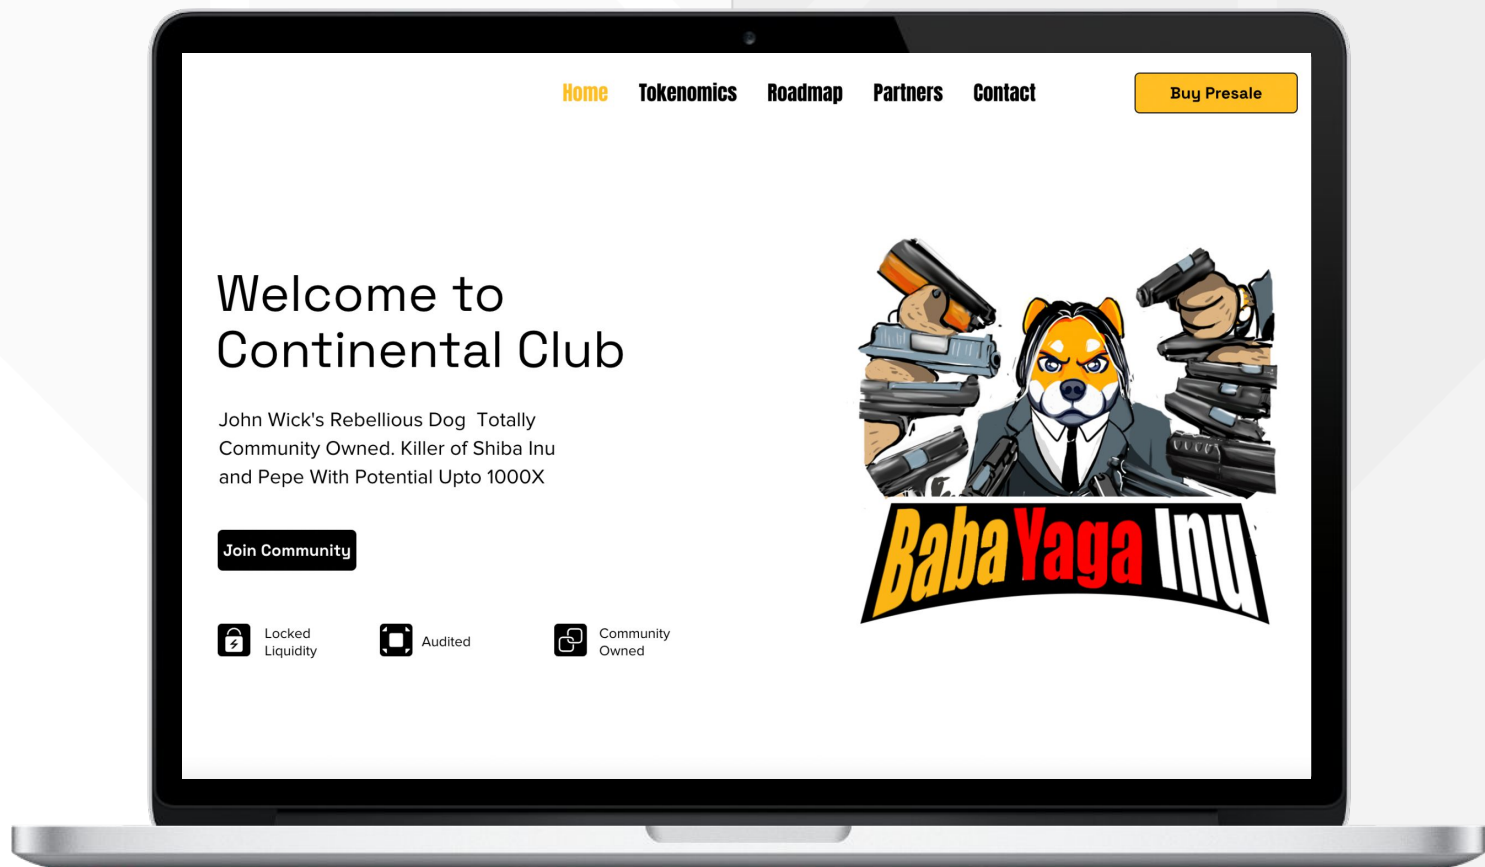 Home Tokenomics Roadmap Partners Contact Buy Presale
Welcome to
Continental Club
John Wick's Rebellious Dog  Totally
Community Owned. Killer of Shiba Inu
and Pepe With Potential Upto 1000X
Join Community
Locked
Liquidity
Audited
Community
Owned
Baba Yaga Inu